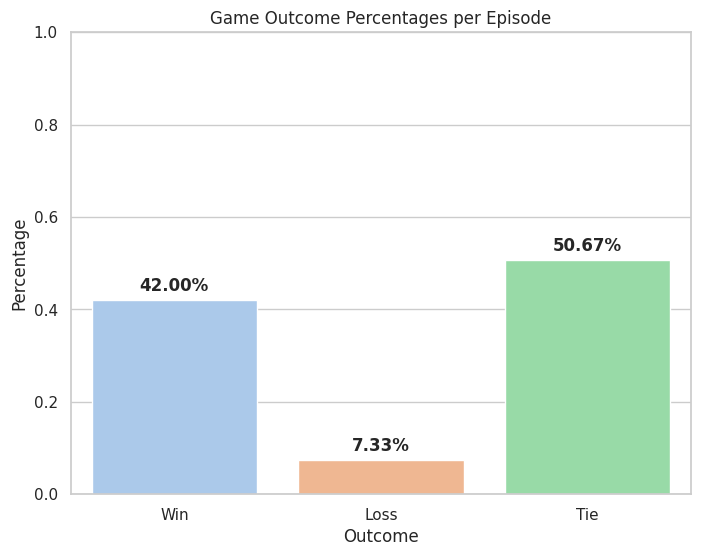 Game Outcome Percentages per Episode
1.0
0.8
0.6
0.4
0.2
0.0
Percentage
42.00%
7.33%
50.67%
Win
Loss
Tie
Outcome